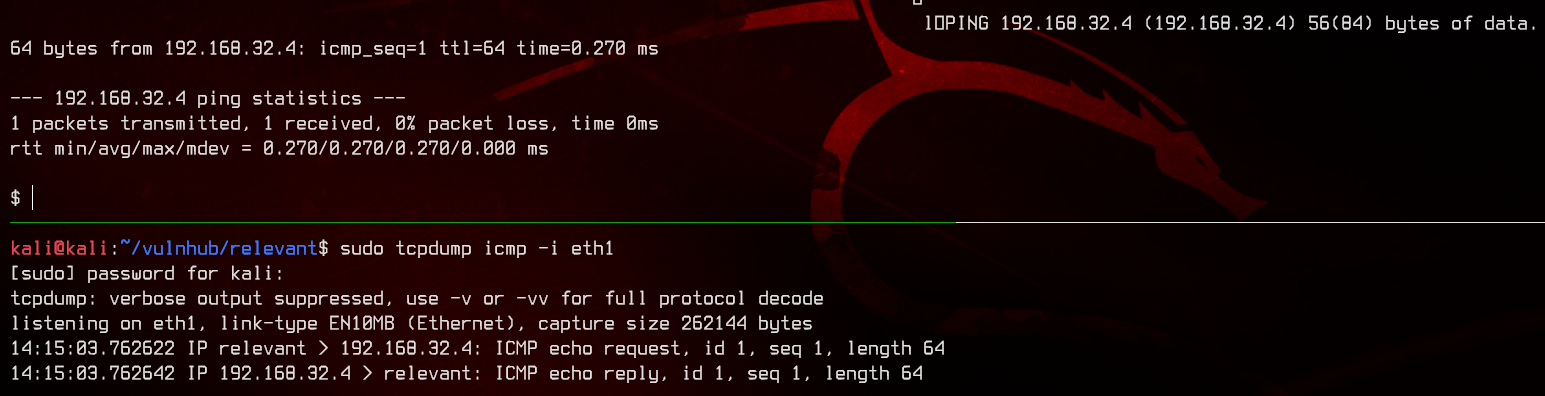 l▯PING 192.168.32.4 (192.168.32.4) 56(84) bytes of data.
64 bytes from 192.168.32.4: icmp_seq=1 ttl=64 time=0.270 ms
--- 192.168.32.4 ping statistics ---
1 packets transmitted, 1 received, 0% packet loss, time 0ms
rtt min/avg/max/mdev = 0.270/0.270/0.270/0.000 ms
$
kali@kali:~/vulnhub/relevant$ sudo tcpdump icmp -i eth1
[sudo] password for kali:
tcpdump: verbose output suppressed, use -v or -vv for full protocol decode
listening on eth1, link-type EN10MB (Ethernet), capture size 262144 bytes
14:15:03.762622 IP relevant > 192.168.32.4: ICMP echo request, id 1, seq 1, length 64
14:15:03.762642 IP 192.168.32.4 > relevant: ICMP echo reply, id 1, seq 1, length 64